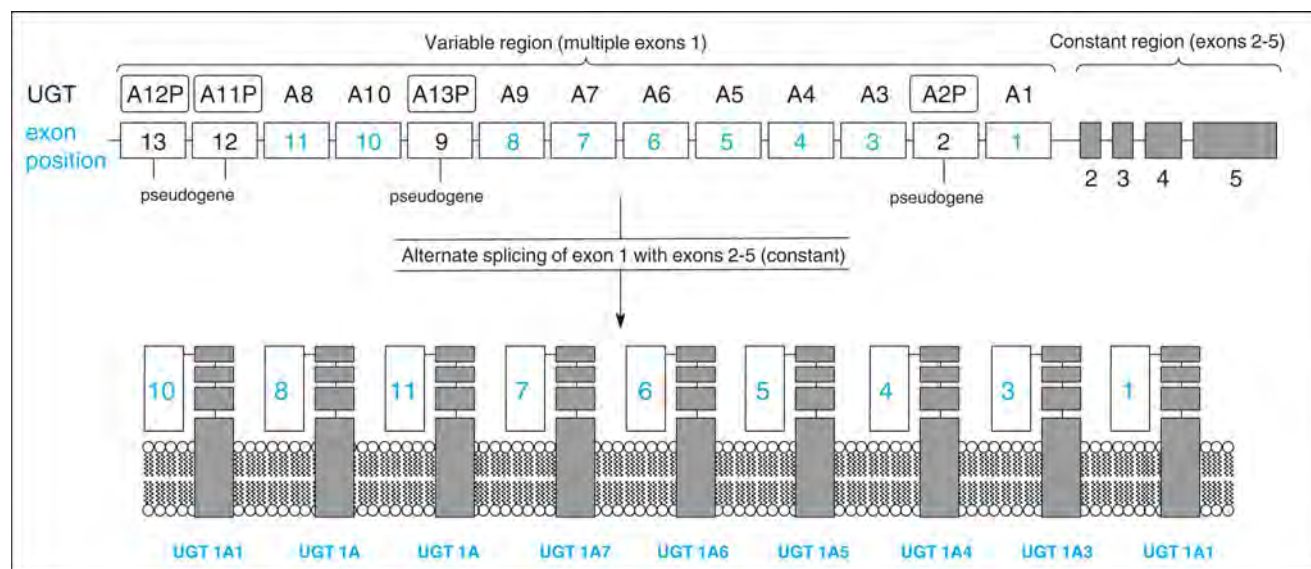 Variable region (multiple exons 1) Constant region (exons 2-5)
UGT A12P A11P A8 A10 A13P A9 A7 A6 A5 A4 A3 A2P A1
exon position 13 12 11 10 9 8 7 6 5 4 3 2 1
2 3 4 5
pseudogene pseudogene pseudogene
Alternate splicing of exon 1 with exons 2-5 (constant)
10 8 11 7 6 5 4 3 1
UGT 1A1 UGT 1A UGT 1A UGT 1A7 UGT 1A6 UGT 1A5 UGT 1A4 UGT 1A3 UGT 1A1